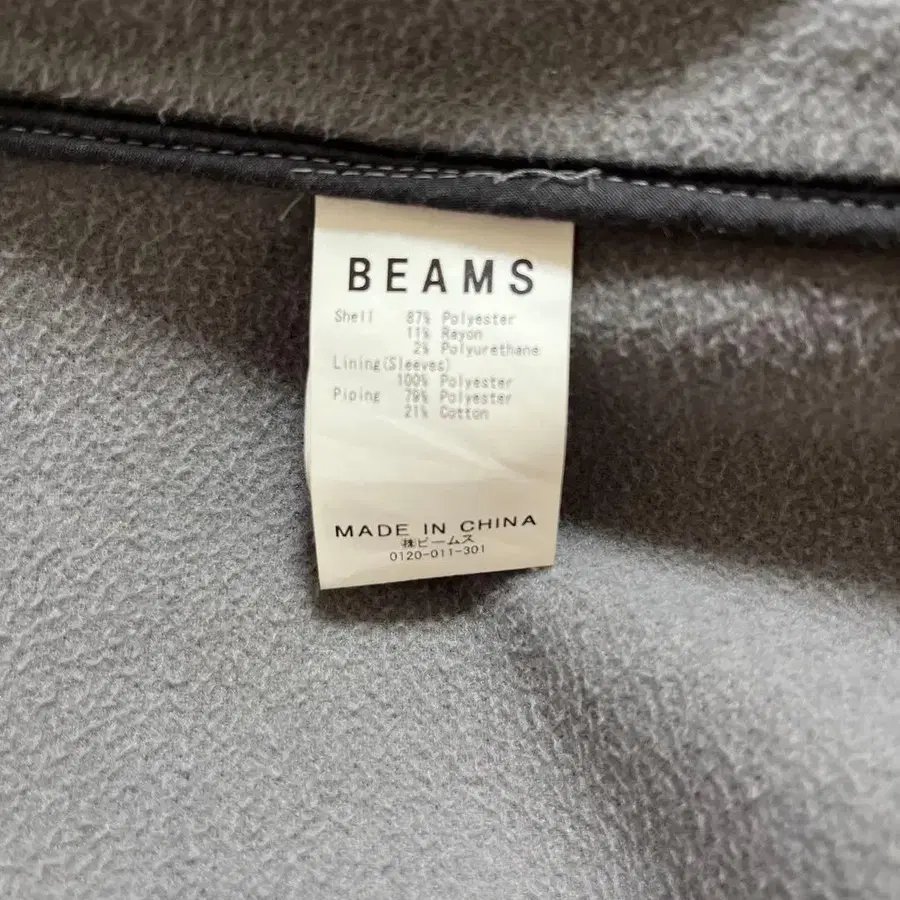 BEAMS
Shell 87% Polyester
11% Rayon
2% Polyurethane
Lining(Sleeves)
100% Polyester
Piping 79% Polyester
21% Cotton
MADE IN CHINA
㈱ビームス
0120-011-301